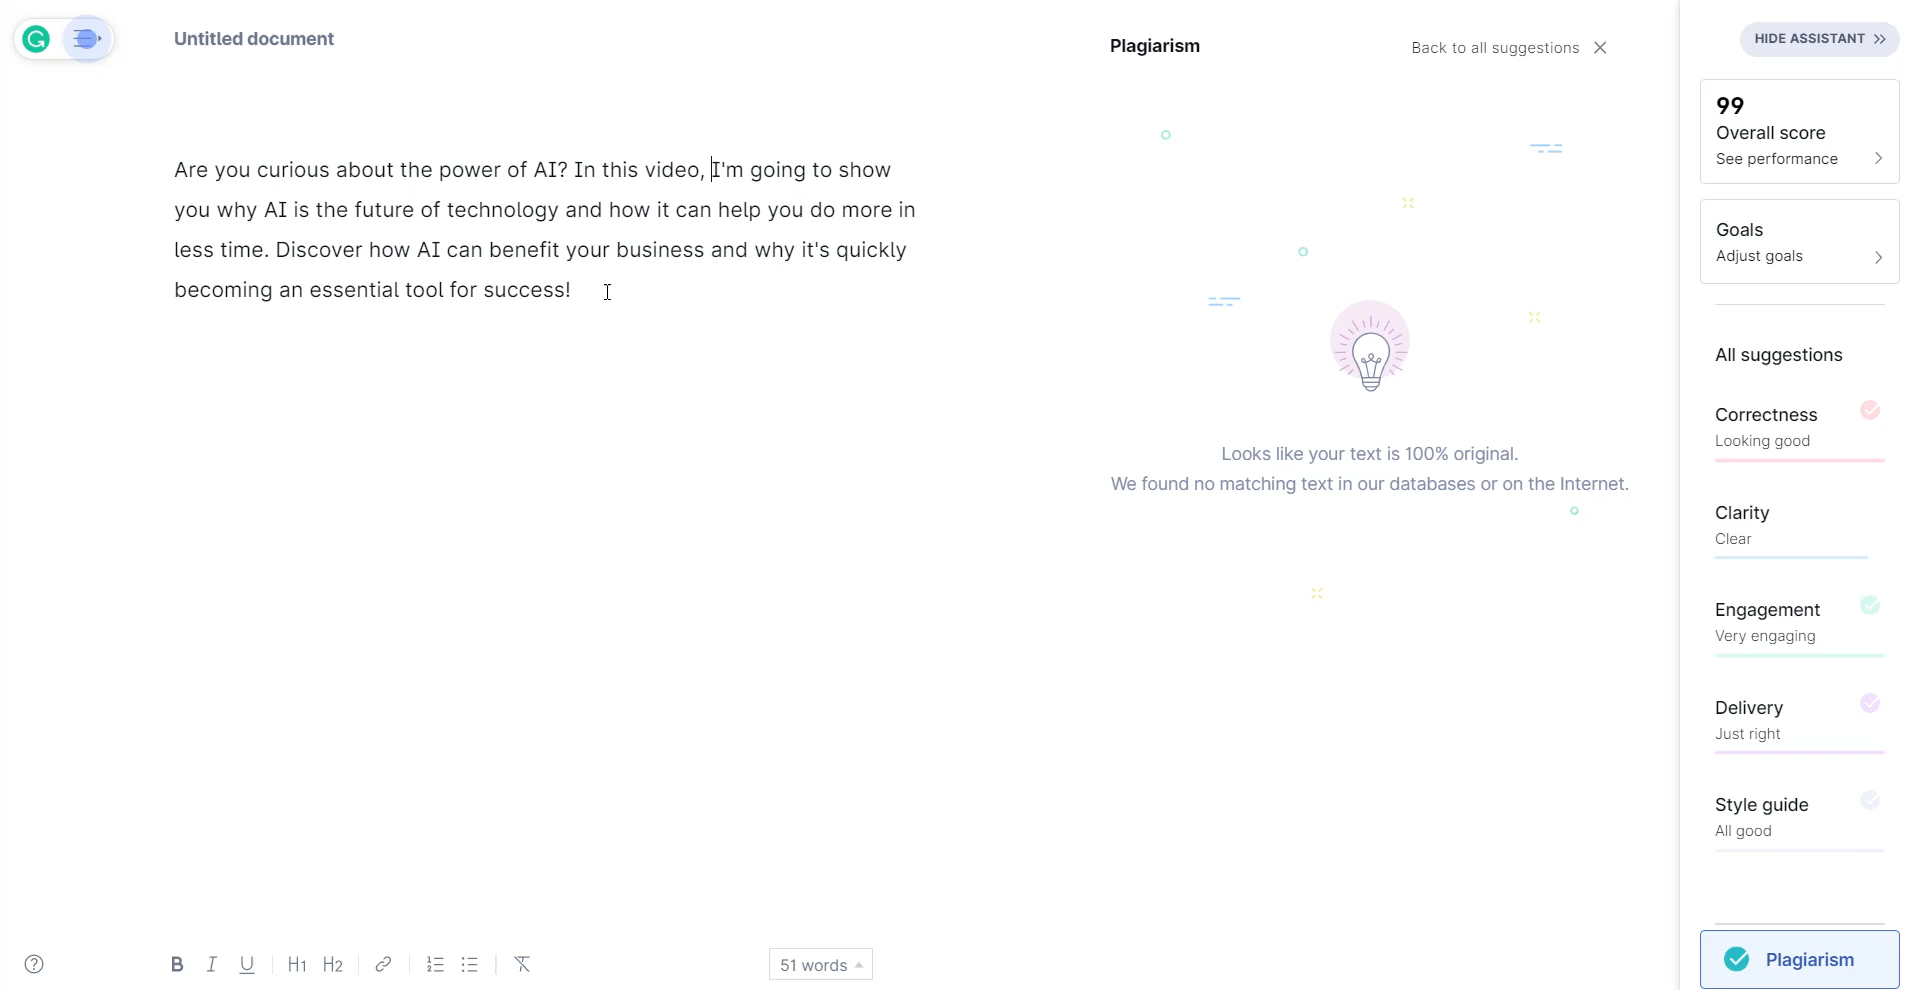 Untitled document
Are you curious about the power of AI? In this video, I'm going to show
you why AI is the future of technology and how it can help you do more in
less time. Discover how AI can benefit your business and why it's quickly
becoming an essential tool for success!
B I U H1 H2
51 words
Plagiarism
Back to all suggestions
Looks like your text is 100% original.
We found no matching text in our databases or on the Internet.
HIDE ASSISTANT
99
Overall score
See performance
Goals
Adjust goals
All suggestions
Correctness
Looking good
Clarity
Clear
Engagement
Very engaging
Delivery
Just right
Style guide
All good
Plagiarism